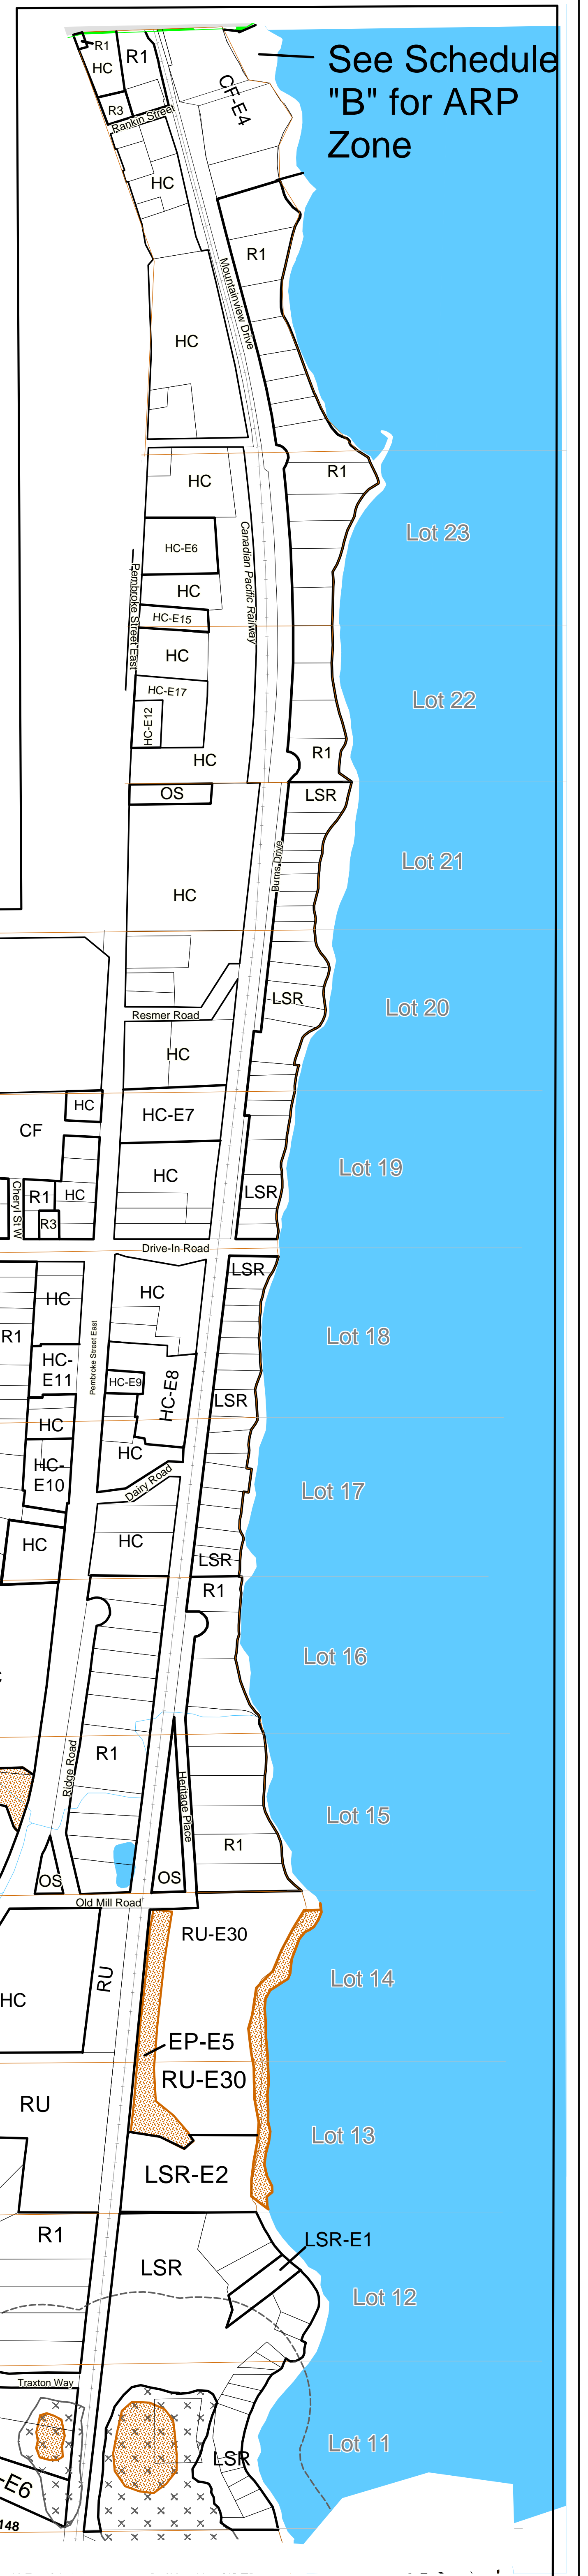 R1
HC
R1
R3
Rankin Street
CF-E4
See Schedule
"B" for ARP
Zone
HC
R1
Mountainview Drive
HC
R1
HC
Lot 23
HC-E6
Canadian Pacific Railway
HC
Pembroke Street East
HC-E15
HC
HC-E17
Lot 22
HC-E12
R1
HC
OS
LSR
Burns Drive
Lot 21
HC
LSR
Lot 20
Resmer Road
HC
HC
HC-E7
CF
HC
Lot 19
Cheryl St W
R1
HC
LSR
R3
Drive-In Road
LSR
HC
HC
R1
Pembroke Street East
Lot 18
HC-
E11
HC-E9
HC-E8
LSR
HC
HC
HC-
E10
Dairy Road
Lot 17
HC
HC
LSR
R1
Lot 16
R1
Ridge Road
Heritage Place
Lot 15
R1
OS
OS
Old Mill Road
RU-E30
RU
HC
Lot 14
EP-E5
RU-E30
RU
Lot 13
LSR-E2
R1
LSR-E1
LSR
Lot 12
Traxton Way
Lot 11
LSR
-E6
148